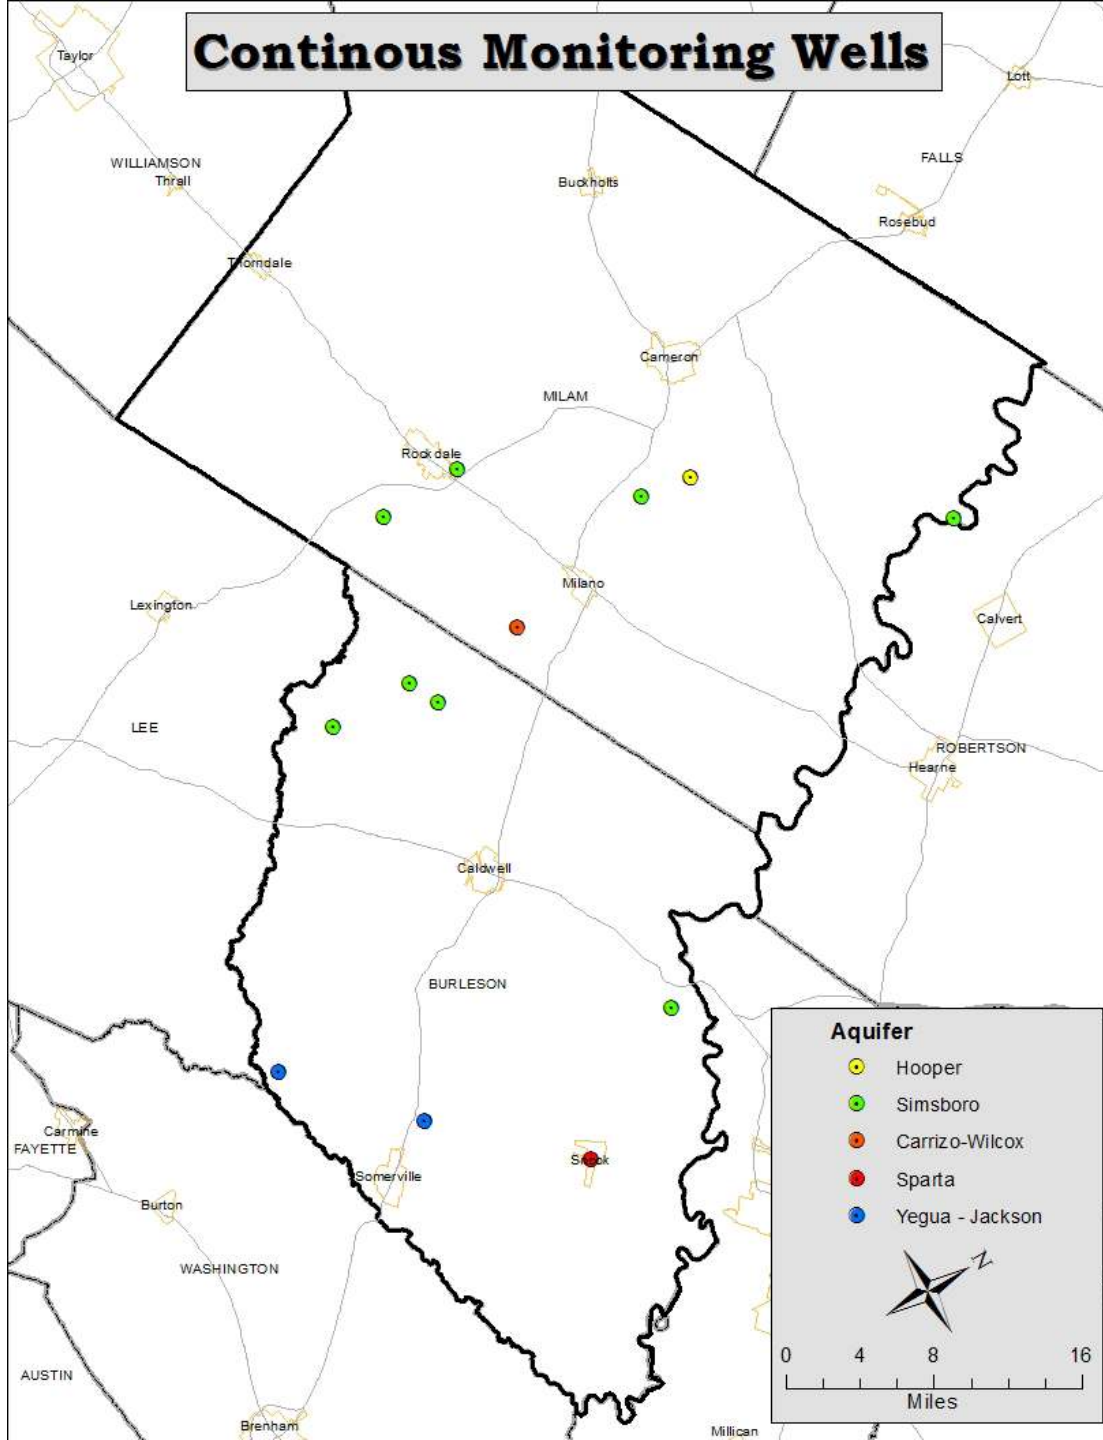 Continous Monitoring Wells
Taylor
Lott
WILLIAMSON
Thrall
Buckholts
FALLS
Rosebud
Thorndale
Cameron
MILAM
Rockdale
Milano
Lexington
Calvert
LEE
ROBERTSON
Hearne
Caldwell
BURLESON
Carmine
FAYETTE
Somerville
Burton
WASHINGTON
AUSTIN
Brenham
Millican
Aquifer
Hooper
Simsboro
Carrizo-Wilcox
Sparta
Yegua - Jackson
N
0 4 8 16
Miles